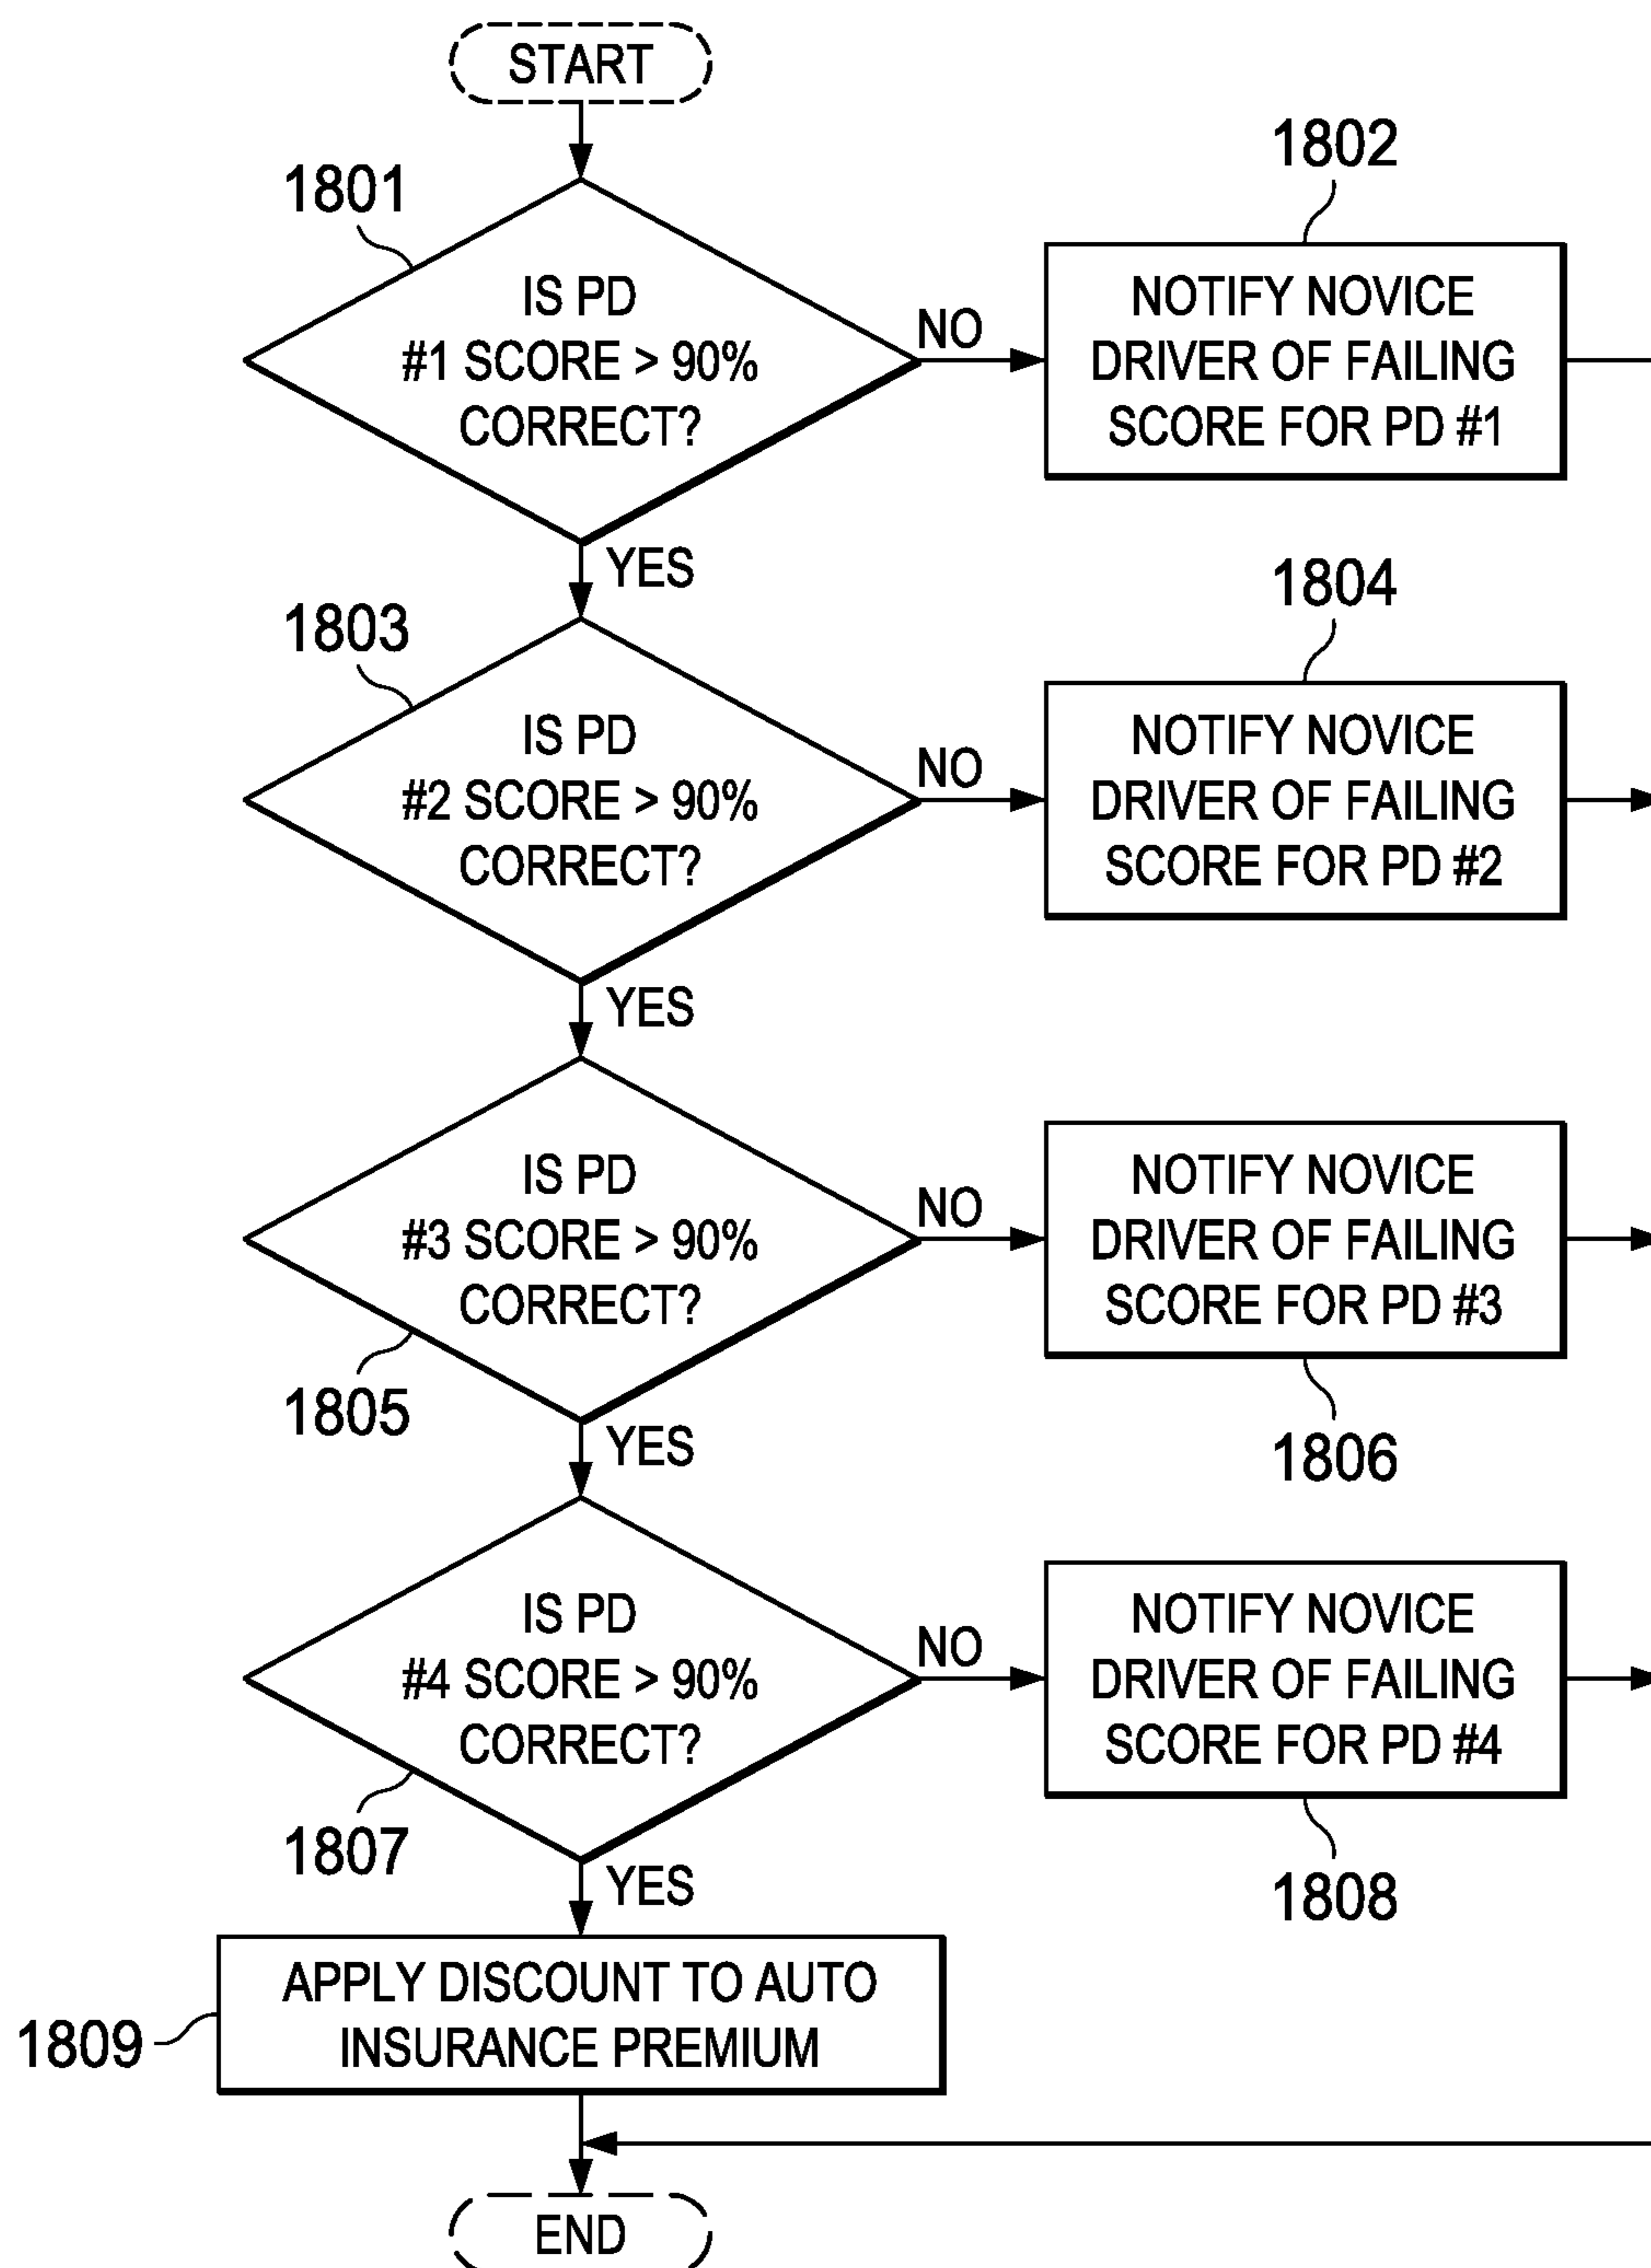 START
1801
IS PD
#1 SCORE > 90%
CORRECT?
NO
1802
NOTIFY NOVICE
DRIVER OF FAILING
SCORE FOR PD #1
YES
1803
IS PD
#2 SCORE > 90%
CORRECT?
NO
1804
NOTIFY NOVICE
DRIVER OF FAILING
SCORE FOR PD #2
YES
IS PD
#3 SCORE > 90%
CORRECT?
1805
NO
NOTIFY NOVICE
DRIVER OF FAILING
SCORE FOR PD #3
1806
YES
IS PD
#4 SCORE > 90%
CORRECT?
1807
NO
NOTIFY NOVICE
DRIVER OF FAILING
SCORE FOR PD #4
1808
YES
APPLY DISCOUNT TO AUTO
INSURANCE PREMIUM
1809
END